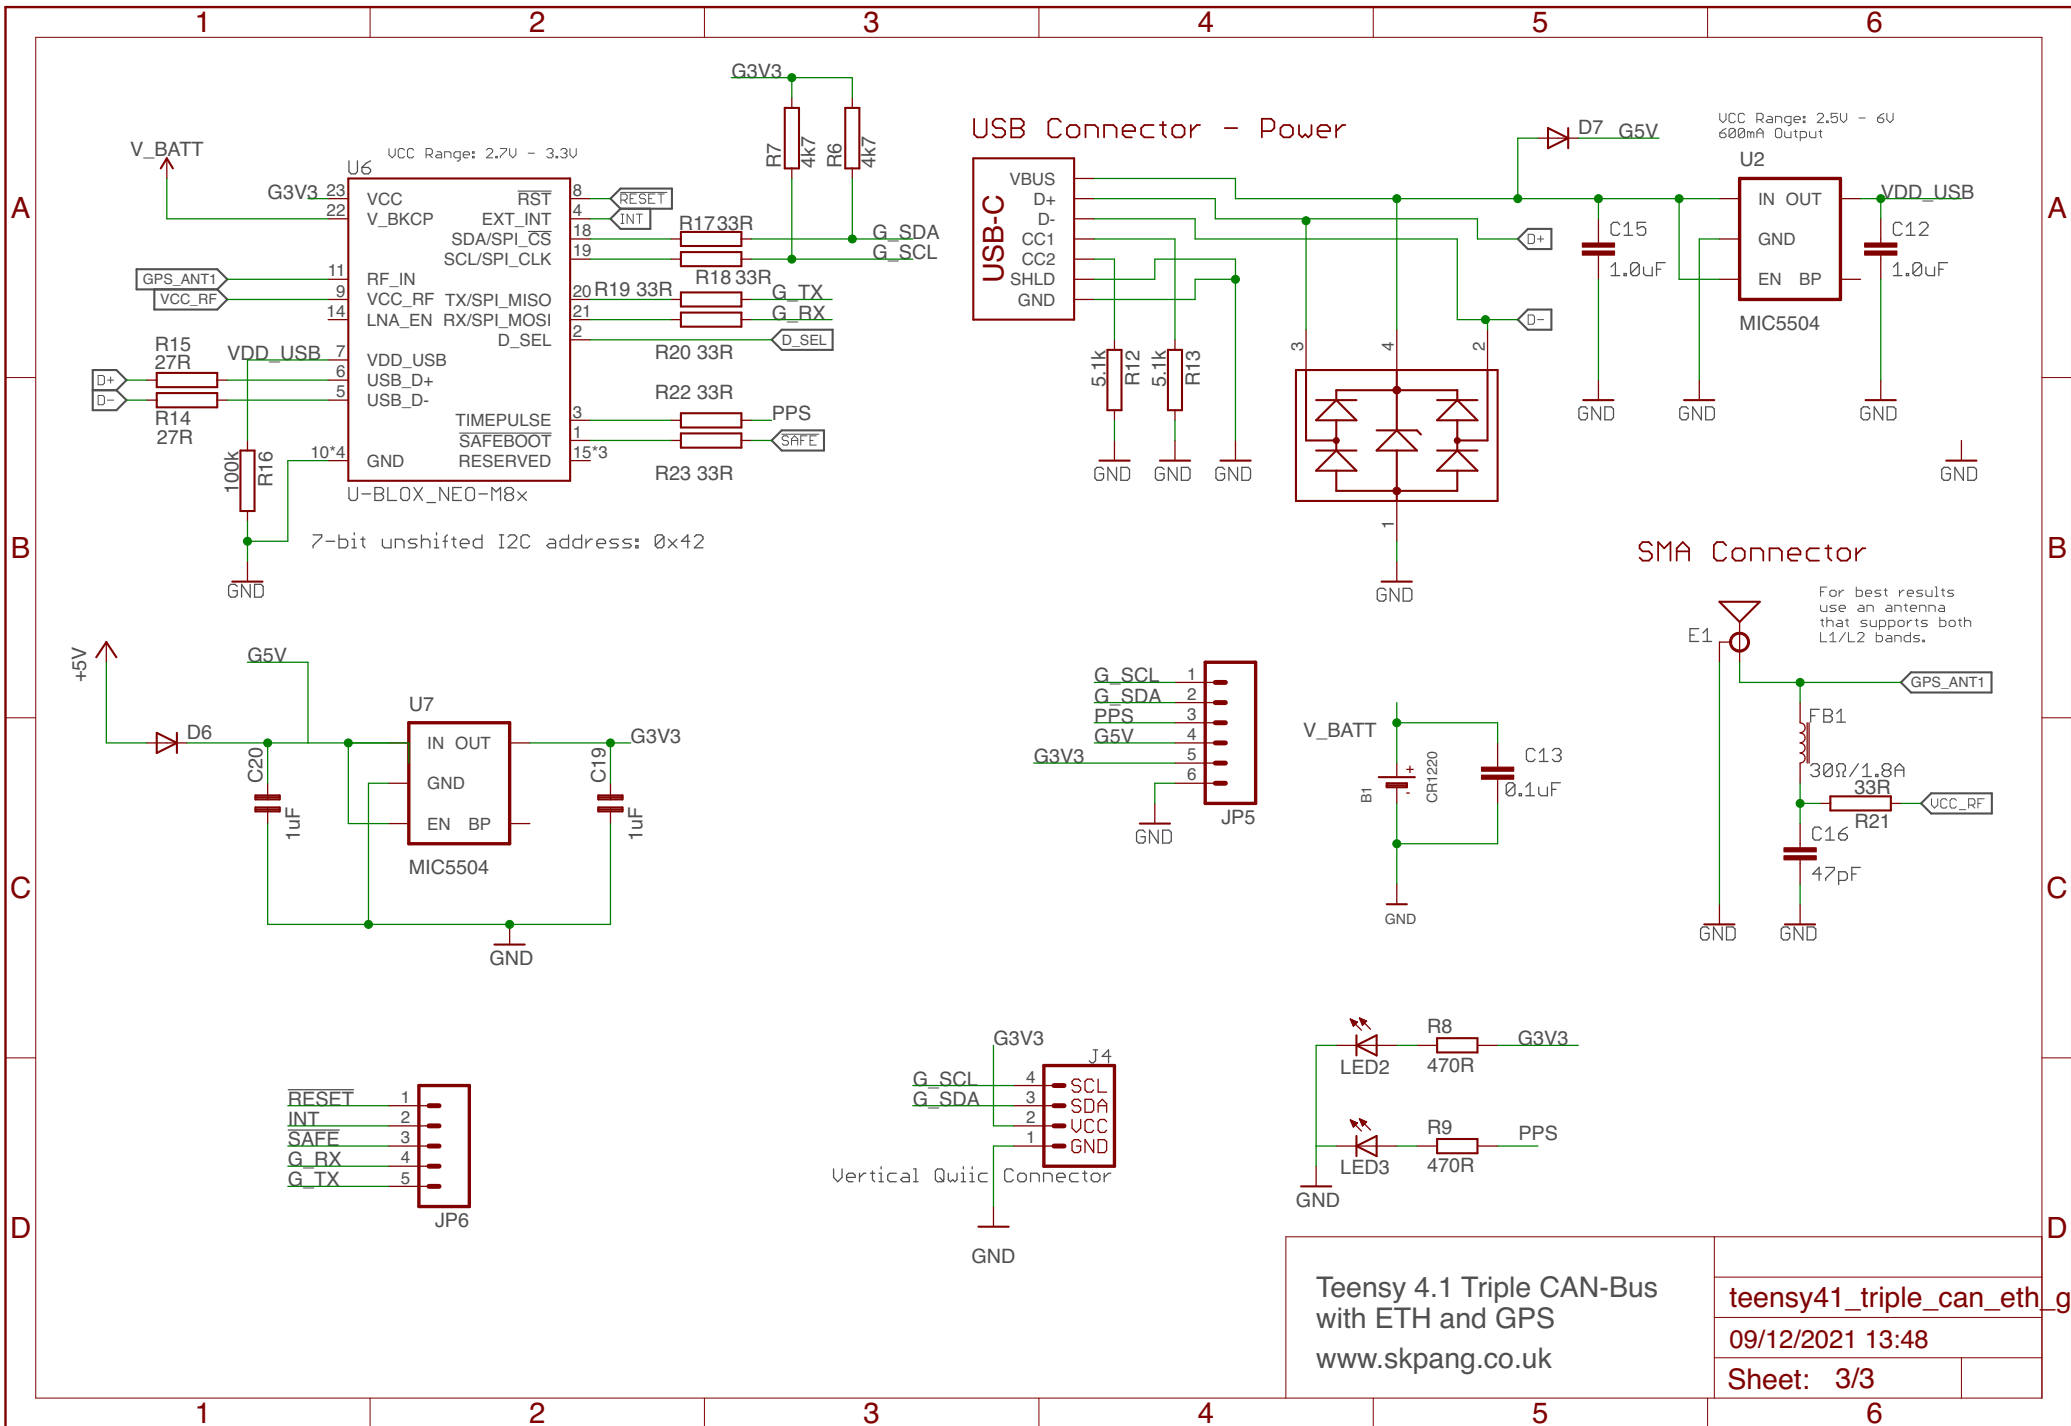 1 2 3 4 5 6
A
B
C
D
A
B
C
D
1 2 3 4 5 6
V_BATT
U6
VCC Range: 2.7V - 3.3V
G3V3 23 VCC
22 V_BKCP
GPS_ANT1 11 RF_IN
VCC_RF 9 VCC_RF
14 LNA_EN
VDD_USB 7 VDD_USB
R15
27R
D+ 6 USB_D+
D- 5 USB_D-
R14
27R
10*4 GND
100k
R16
GND
RST 8 RESET
EXT_INT 4 INT
SDA/SPI_CS 18 R17 33R G_SDA
SCL/SPI_CLK 19 G_SCL
R18 33R
TX/SPI_MISO 20 R19 33R G_TX
RX/SPI_MOSI 21 G_RX
D_SEL 2 D_SEL
R20 33R
R22 33R
TIMEPULSE 3 PPS
SAFEBOOT 1 SAFE
RESERVED 15*3
R23 33R
U-BLOX_NEO-M8x
7-bit unshifted I2C address: 0x42
G3V3
R7
4k7
R6
4k7
USB Connector - Power
USB-C
VBUS
D+
D-
CC1
CC2
SHLD
GND
5.1k
R12
5.1k
R13
GND GND GND
3 4 2
1
GND
D+
D-
D7 G5V
C15
1.0uF
GND
VCC Range: 2.5V - 6V
600mA Output
U2
IN OUT
GND
EN BP
MIC5504
GND
VDD_USB
C12
1.0uF
GND
GND
SMA Connector
For best results
use an antenna
that supports both
L1/L2 bands.
E1
GPS_ANT1
FB1
30Ω/1.8A
33R
VCC_RF
R21
C16
47pF
GND GND
+5V
G5V
D6
U7
IN OUT
GND
EN BP
MIC5504
C20
1uF
C19
1uF
G3V3
GND
G_SCL 1
G_SDA 2
PPS 3
G5V 4
G3V3 5
6
GND
JP5
V_BATT
B1
+
-
CR1220
C13
0.1uF
GND
RESET 1
INT 2
SAFE 3
G_RX 4
G_TX 5
JP6
G3V3
J4
G_SCL 4 SCL
G_SDA 3 SDA
2 VCC
1 GND
Vertical Qwiic Connector
GND
LED2
R8
470R
G3V3
LED3
R9
470R
PPS
GND
Teensy 4.1 Triple CAN-Bus
with ETH and GPS
www.skpang.co.uk
teensy41_triple_can_eth_g
09/12/2021 13:48
Sheet: 3/3